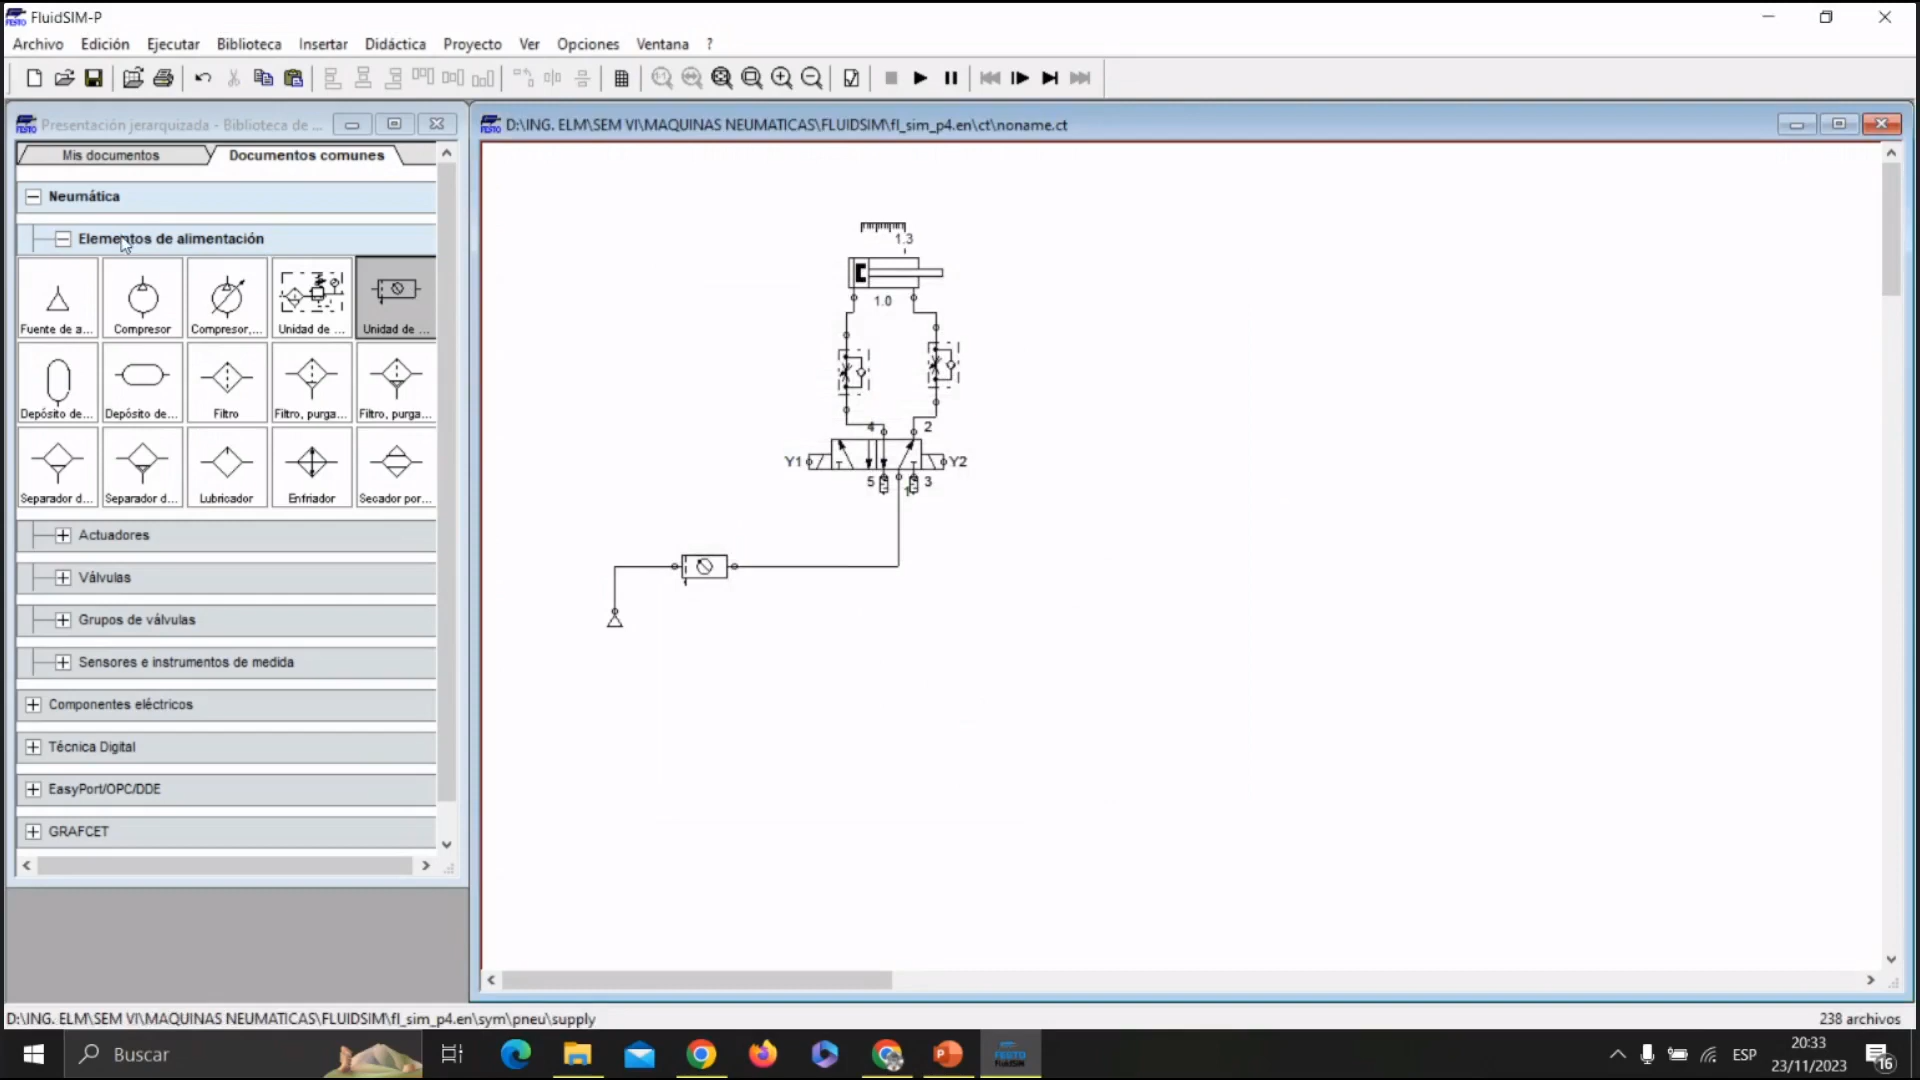 FluidSIM-P
Archivo Edición Ejecutar Biblioteca Insertar Didáctica Proyecto Ver Opciones Ventana ?
FESTO Presentación jerarquizada - Biblioteca de ...
Mis documentos Documentos comunes
Neumática
Elementos de alimentación
Fuente de a... Compresor Compresor,... Unidad de ... Unidad de ...
Depósito de... Depósito de... Filtro Filtro, purga... Filtro, purga...
Separador d... Separador d... Lubricador Enfriador Secador por...
Actuadores
Válvulas
Grupos de válvulas
Sensores e instrumentos de medida
Componentes eléctricos
Técnica Digital
EasyPort/OPC/DDE
GRAFCET
FESTO D:\ING. ELM\SEM VI\MAQUINAS NEUMATICAS\FLUIDSIM\fl_sim_p4.en\ct\noname.ct
1.3
1.0
4 2
Y1 Y2
5 1 3
D:\ING. ELM\SEM VI\MAQUINAS NEUMATICAS\FLUIDSIM\fl_sim_p4.en\sym\pneu\supply 238 archivos
Buscar
ESP
20:33
23/11/2023
16